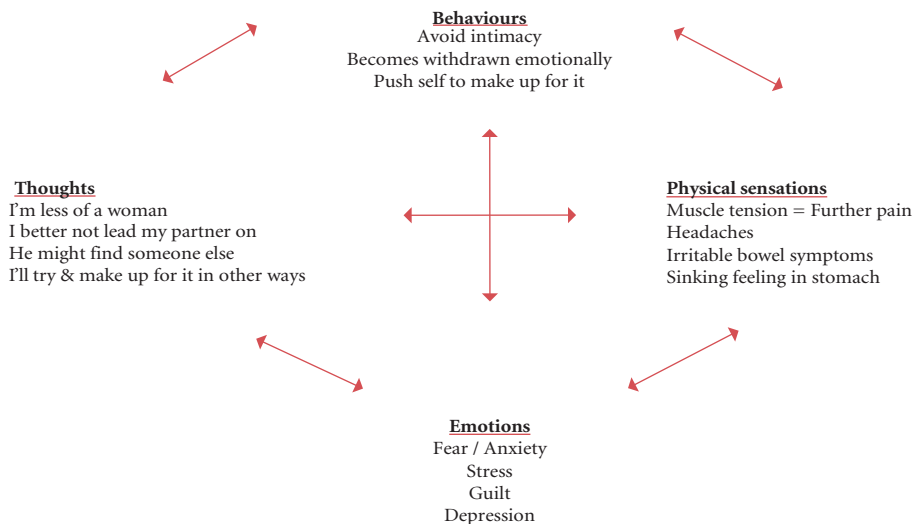 Behaviours
Avoid intimacy
Becomes withdrawn emotionally
Push self to make up for it
Thoughts
I'm less of a woman
I better not lead my partner on
He might find someone else
I'll try & make up for it in other ways
Physical sensations
Muscle tension = Further pain
Headaches
Irritable bowel symptoms
Sinking feeling in stomach
Emotions
Fear / Anxiety
Stress
Guilt
Depression